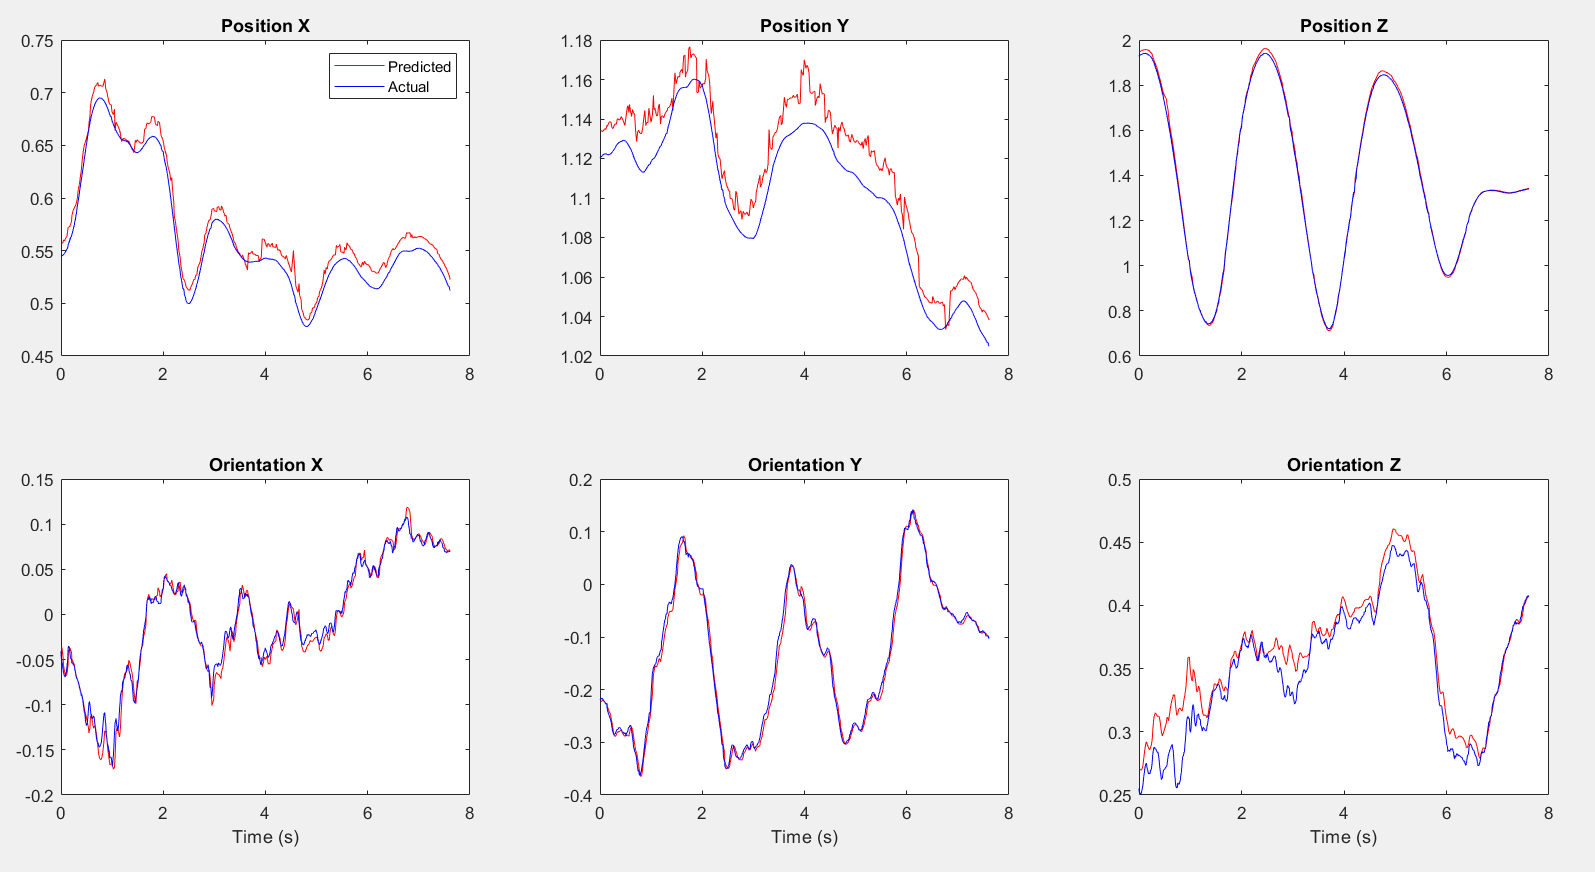 Position X
0.75
0.7
0.65
0.6
0.55
0.5
0.45
0 2 4 6 8
Predicted
Actual
Position Y
1.18
1.16
1.14
1.12
1.1
1.08
1.06
1.04
1.02
0 2 4 6 8
Position Z
2
1.8
1.6
1.4
1.2
1
0.8
0.6
0 2 4 6 8
Orientation X
0.15
0.1
0.05
0
-0.05
-0.1
-0.15
-0.2
0 2 4 6 8
Time (s)
Orientation Y
0.2
0.1
0
-0.1
-0.2
-0.3
-0.4
0 2 4 6 8
Time (s)
Orientation Z
0.5
0.45
0.4
0.35
0.3
0.25
0 2 4 6 8
Time (s)